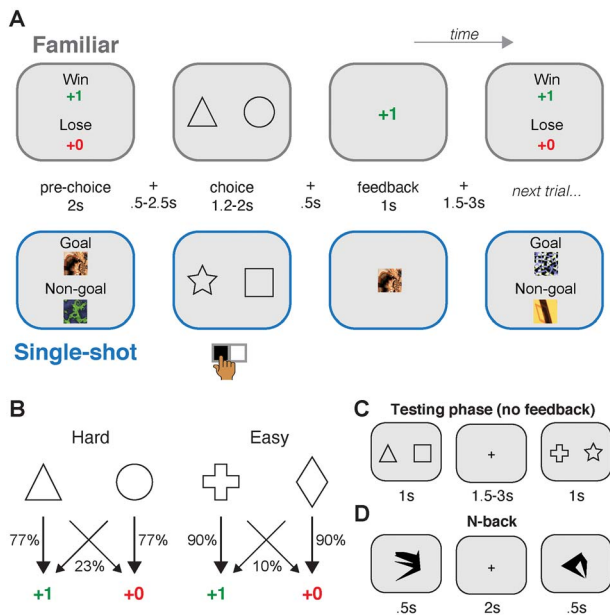 A
Familiar
time
Win
+1
Lose
+0
+1
Win
+1
Lose
+0
pre-choice + choice + feedback + next trial...
2s .5-2.5s 1.2-2s .5s 1s 1.5-3s
Goal
Non-goal
Goal
Non-goal
Single-shot
B
Hard Easy
77% 77% 90% 90%
23% 10%
+1 +0 +1 +0
C Testing phase (no feedback)
+
1s 1.5-3s 1s
D N-back
+
.5s 2s .5s